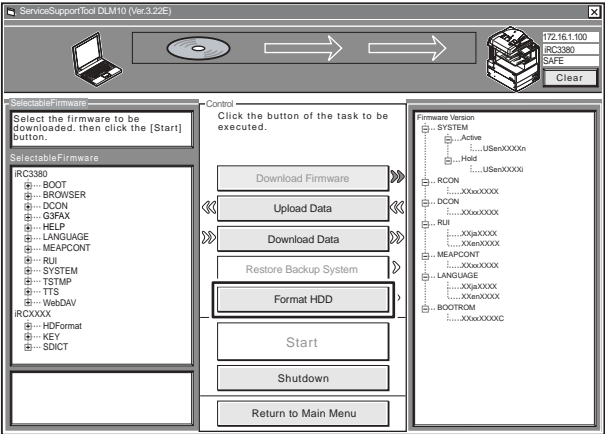 ServiceSupportTool DLM10 (Ver.3.22E)
172.16.1.100
iRC3380
SAFE
Clear
SelectableFirmware
Select the firmware to be
downloaded. then click the [Start]
button.
SelectableFirmware
iRC3380
BOOT
BROWSER
DCON
G3FAX
HELP
LANGUAGE
MEAPCONT
RUI
SYSTEM
TSTMP
TTS
WebDAV
iRCXXXX
HDFormat
KEY
SDICT
Control
Click the button of the task to be
executed.
Download Firmware
Upload Data
Download Data
Restore Backup System
Format HDD
Start
Shutdown
Return to Main Menu
Firmware Version
SYSTEM
Active
USenXXXXn
Hold
USenXXXXi
RCON
XXxxXXXX
DCON
XXxxXXXX
RUI
XXjaXXXX
XXenXXXX
MEAPCONT
XXxxXXXX
LANGUAGE
XXjaXXXX
XXenXXXX
BOOTROM
XXxxXXXXC